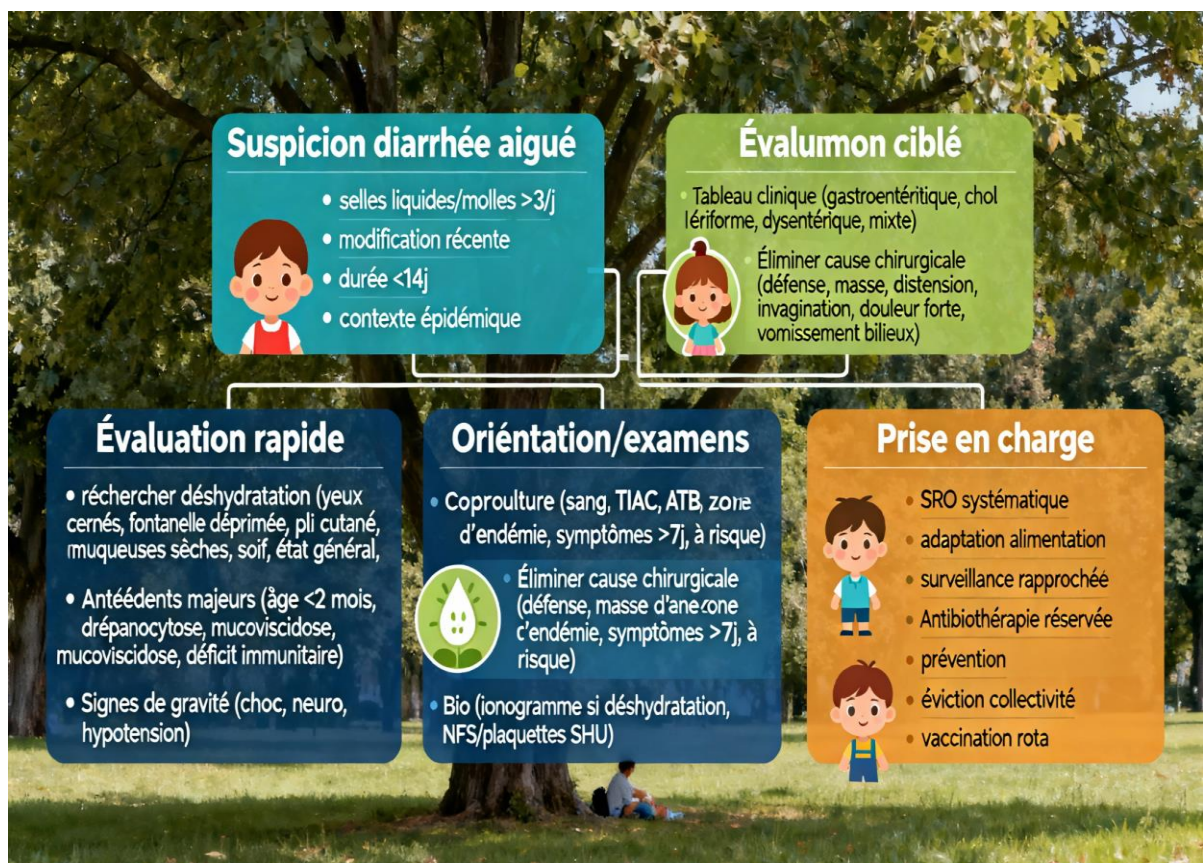 Suspicion diarrhée aigué
• selles liquides/molles >3/j
• modification récente
• durée <14j
• contexte épidémique
Évalumon ciblé
• Tableau clinique (gastroentéritique, chol
lériforme, dysentérique, mixte)
• Éliminer cause chirurgicale
(défense, masse, distension,
invagination, douleur forte,
vomissement bilieux)
Évaluation rapide
• réchercher déshydratation (yeux
cernés, fontanelle déprimée, pli cutané,
muqueuses sèches, soif, état général,
• Antéédents majeurs (âge <2 mois,
drépanocytose, mucoviscidose,
mucoviscidose, déficit immunitaire)
• Signes de gravité (choc, neuro,
hypotension)
Oriéntation/examens
• Coproulture (sang, TIAC, ATB, zone
d'endémie, symptômes >7j, à risque)
• Éliminer cause chirurgicale
(défense, masse
c'endémie, symptômes >7j, à
risque)
• Bio (ionogramme si déshydratation,
NFS/plaquettes SHU)
Prise en charge
• SRO systématique
• adaptation alimentation
• surveillance rapprochéé
• Antibiothérapie réservée
• prévention
• éviction collectivité
• vaccination rota